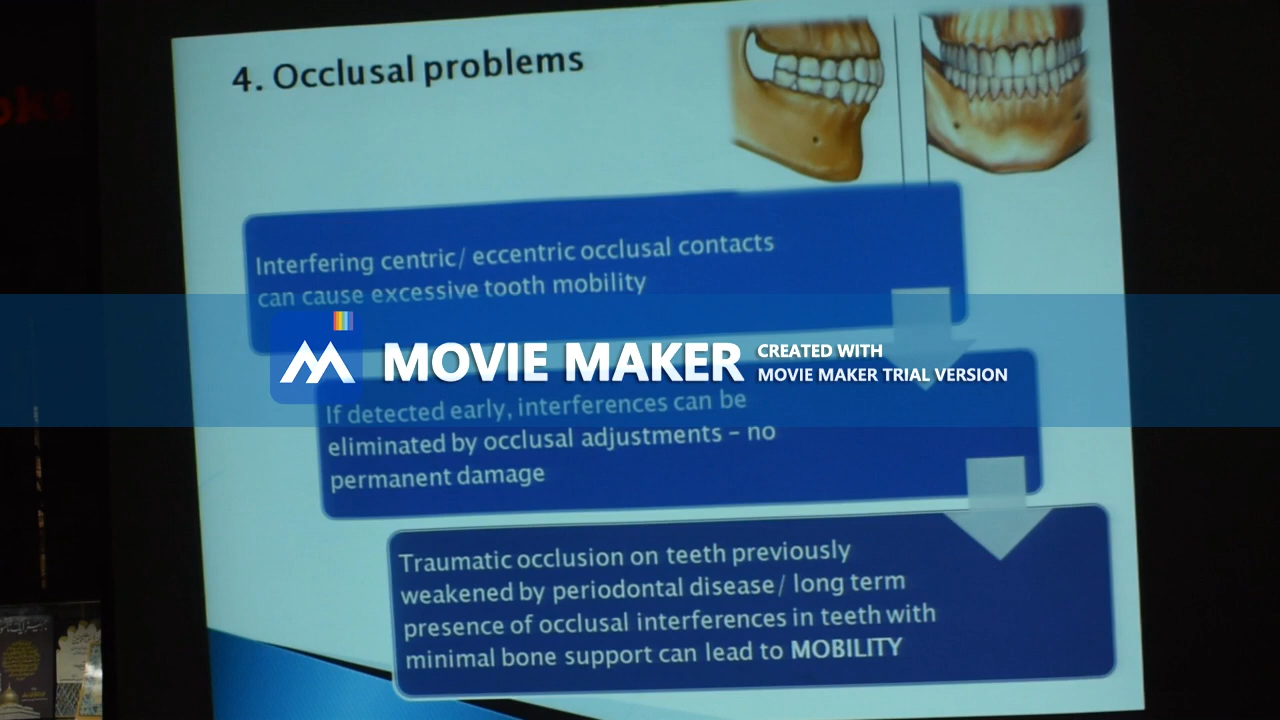 4. Occlusal problems
Interfering centric/ eccentric occlusal contacts
can cause excessive tooth mobility
MOVIE MAKER
CREATED WITH
MOVIE MAKER TRIAL VERSION
If detected early, interferences can be
eliminated by occlusal adjustments – no
permanent damage
Traumatic occlusion on teeth previously
weakened by periodontal disease/ long term
presence of occlusal interferences in teeth with
minimal bone support can lead to MOBILITY